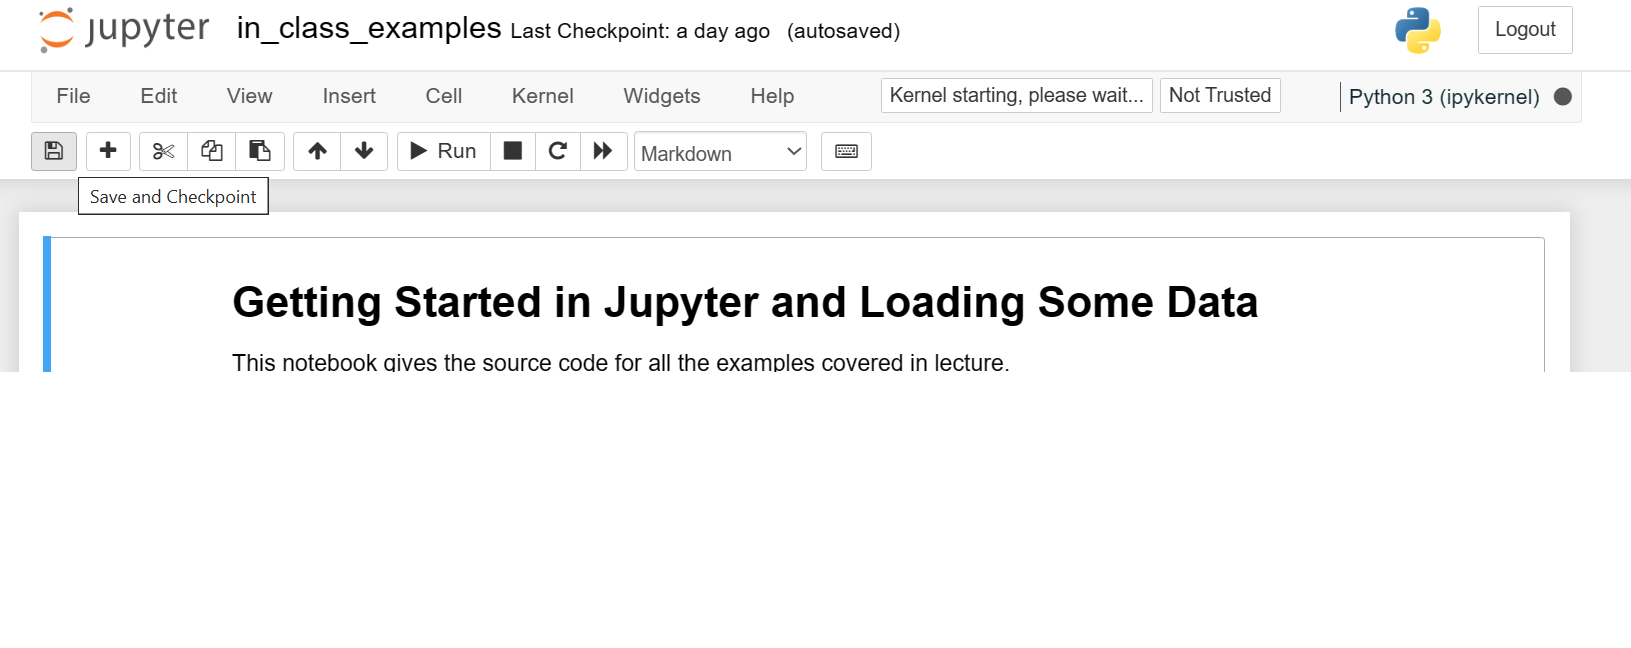 jupyter in_class_examples Last Checkpoint: a day ago (autosaved) Logout
File Edit View Insert Cell Kernel Widgets Help Kernel starting, please wait... Not Trusted Python 3 (ipykernel)
Run Markdown
Save and Checkpoint
Getting Started in Jupyter and Loading Some Data
This notebook gives the source code for all the examples covered in lecture.